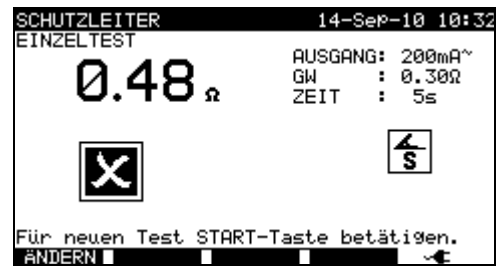 SCHUTZLEITER 14-Sep-10 10:32
EINZELTEST
0.48 Ω
AUSGANG: 200mA~
GW : 0.30Ω
ZEIT : 5s
S
Für neuen Test START-Taste betätigen.
ÄNDERN